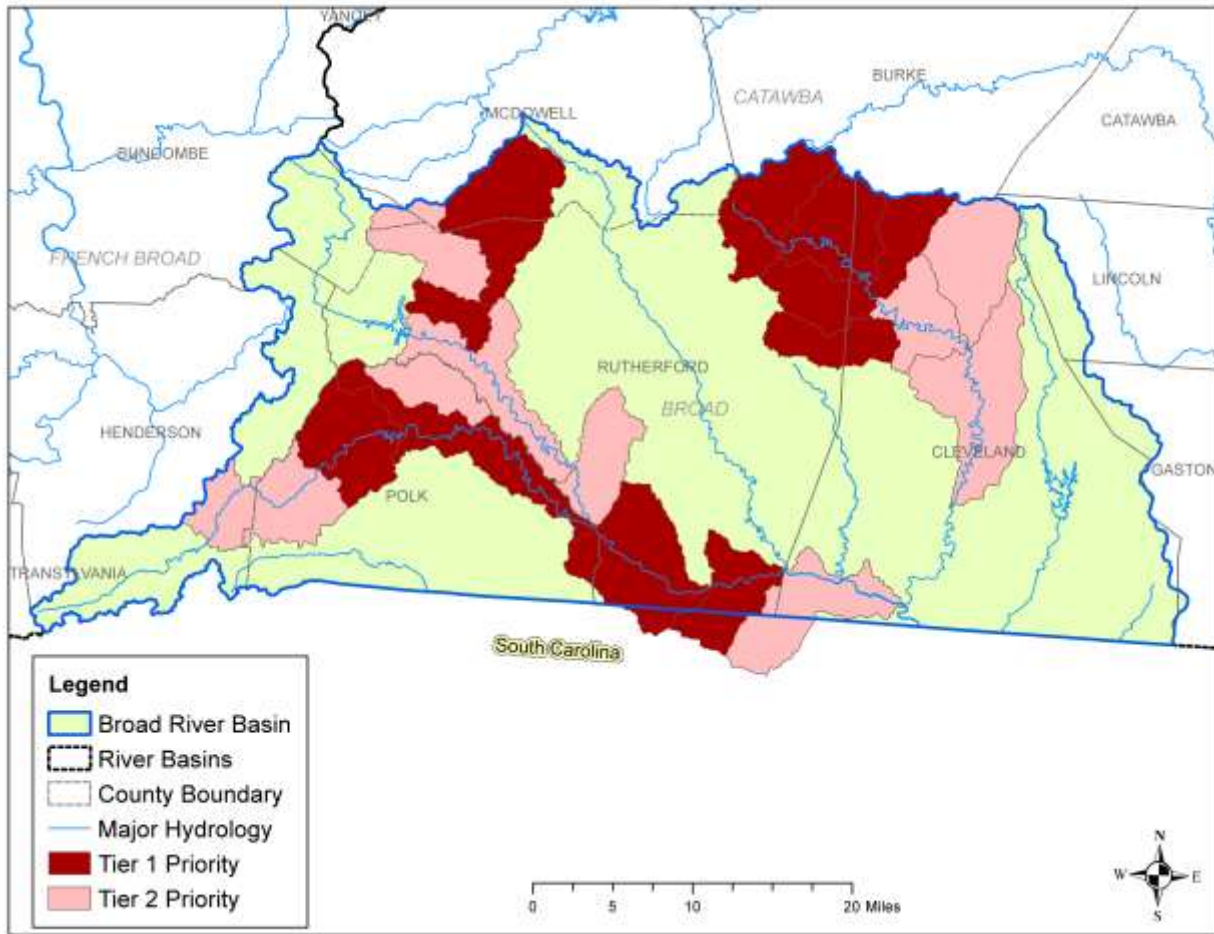 YANCEY
BURKE
CATAWBA
MCDOWELL
CATAWBA
BUNCOMBE
FRENCH BROAD
LINCOLN
RUTHERFORD
BROAD
HENDERSON
CLEVELAND
GASTON
POLK
TRANSYLVANIA
South Carolina
Legend
Broad River Basin
River Basins
County Boundary
Major Hydrology
Tier 1 Priority
Tier 2 Priority
N
W E
S
0 5 10 20 Miles